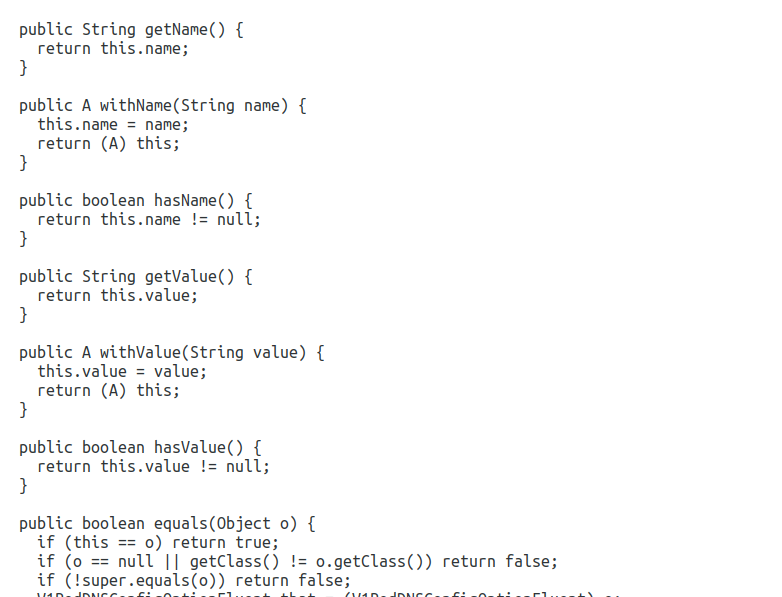 public String getName() {
  return this.name;
}

public A withName(String name) {
  this.name = name;
  return (A) this;
}

public boolean hasName() {
  return this.name != null;
}

public String getValue() {
  return this.value;
}

public A withValue(String value) {
  this.value = value;
  return (A) this;
}

public boolean hasValue() {
  return this.value != null;
}

public boolean equals(Object o) {
  if (this == o) return true;
  if (o == null || getClass() != o.getClass()) return false;
  if (!super.equals(o)) return false;
  V1PodDNSConfigOptionFluent that = (V1PodDNSConfigOptionFluent) o;